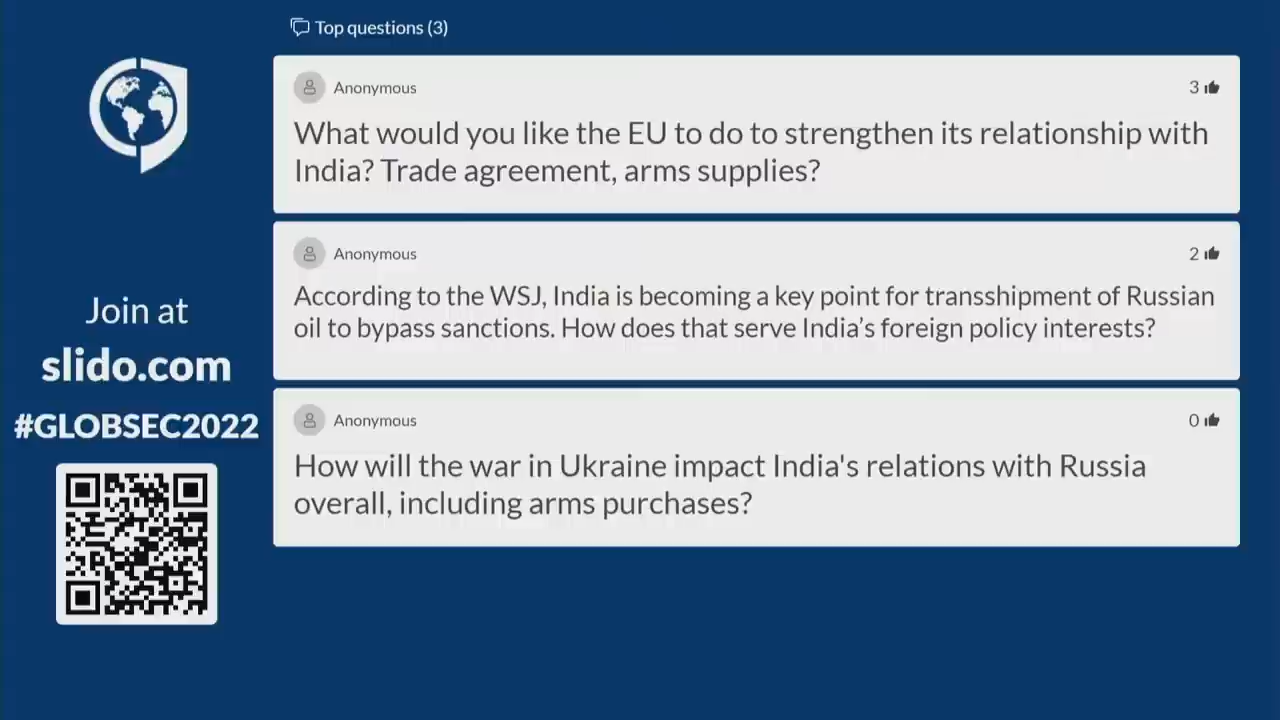 Top questions (3)
Anonymous
3
What would you like the EU to do to strengthen its relationship with
India? Trade agreement, arms supplies?
Anonymous
2
According to the WSJ, India is becoming a key point for transshipment of Russian
oil to bypass sanctions. How does that serve India’s foreign policy interests?
Anonymous
0
How will the war in Ukraine impact India's relations with Russia
overall, including arms purchases?
Join at
slido.com
#GLOBSEC2022